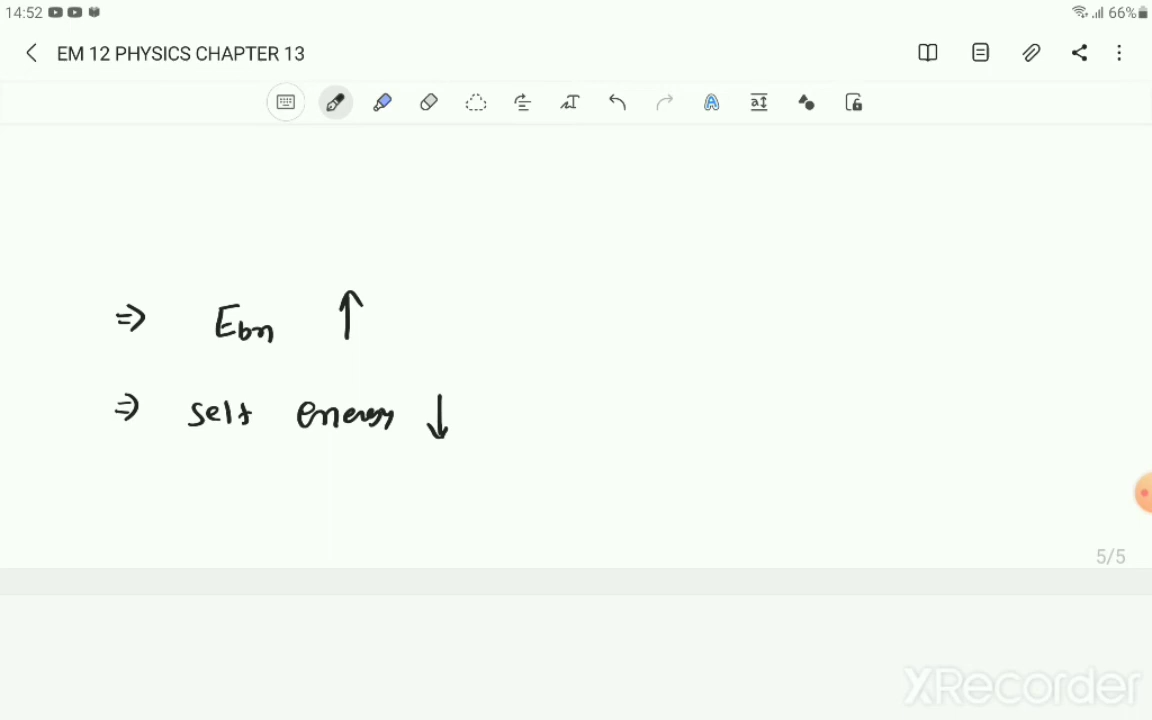 14:52
66%
EM 12 PHYSICS CHAPTER 13
⇒ Ebn ↑
⇒ self energy ↓
5/5
XRecorder